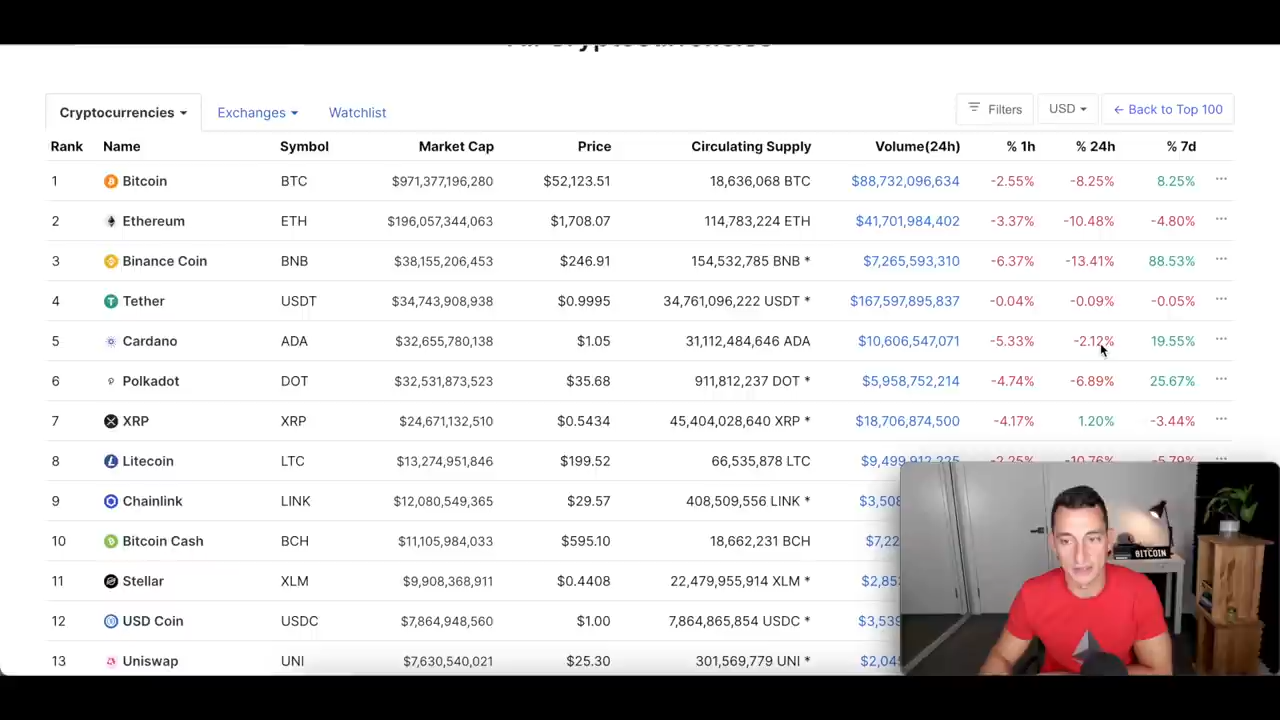 Cryptocurrencies Exchanges Watchlist Filters USD ← Back to Top 100
Rank Name Symbol Market Cap Price Circulating Supply Volume(24h) % 1h % 24h % 7d
1 Bitcoin BTC $971,377,196,280 $52,123.51 18,636,068 BTC $88,732,096,634 -2.55% -8.25% 8.25%
2 Ethereum ETH $196,057,344,063 $1,708.07 114,783,224 ETH $41,701,984,402 -3.37% -10.48% -4.80%
3 Binance Coin BNB $38,155,206,453 $246.91 154,532,785 BNB * $7,265,593,310 -6.37% -13.41% 88.53%
4 Tether USDT $34,743,908,938 $0.9995 34,761,096,222 USDT * $167,597,895,837 -0.04% -0.09% -0.05%
5 Cardano ADA $32,655,780,138 $1.05 31,112,484,646 ADA $10,606,547,071 -5.33% -2.12% 19.55%
6 Polkadot DOT $32,531,873,523 $35.68 911,812,237 DOT * $5,958,752,214 -4.74% -6.89% 25.67%
7 XRP XRP $24,671,132,510 $0.5434 45,404,028,640 XRP * $18,706,874,500 -4.17% 1.20% -3.44%
8 Litecoin LTC $13,274,951,846 $199.52 66,535,878 LTC $9,499,912,225 -2.25% -10.76% -5.79%
9 Chainlink LINK $12,080,549,365 $29.57 408,509,556 LINK *
10 Bitcoin Cash BCH $11,105,984,033 $595.10 18,662,231 BCH
11 Stellar XLM $9,908,368,911 $0.4408 22,479,955,914 XLM *
12 USD Coin USDC $7,864,948,560 $1.00 7,864,865,854 USDC *
13 Uniswap UNI $7,630,540,021 $25.30 301,569,779 UNI *
BITCOIN